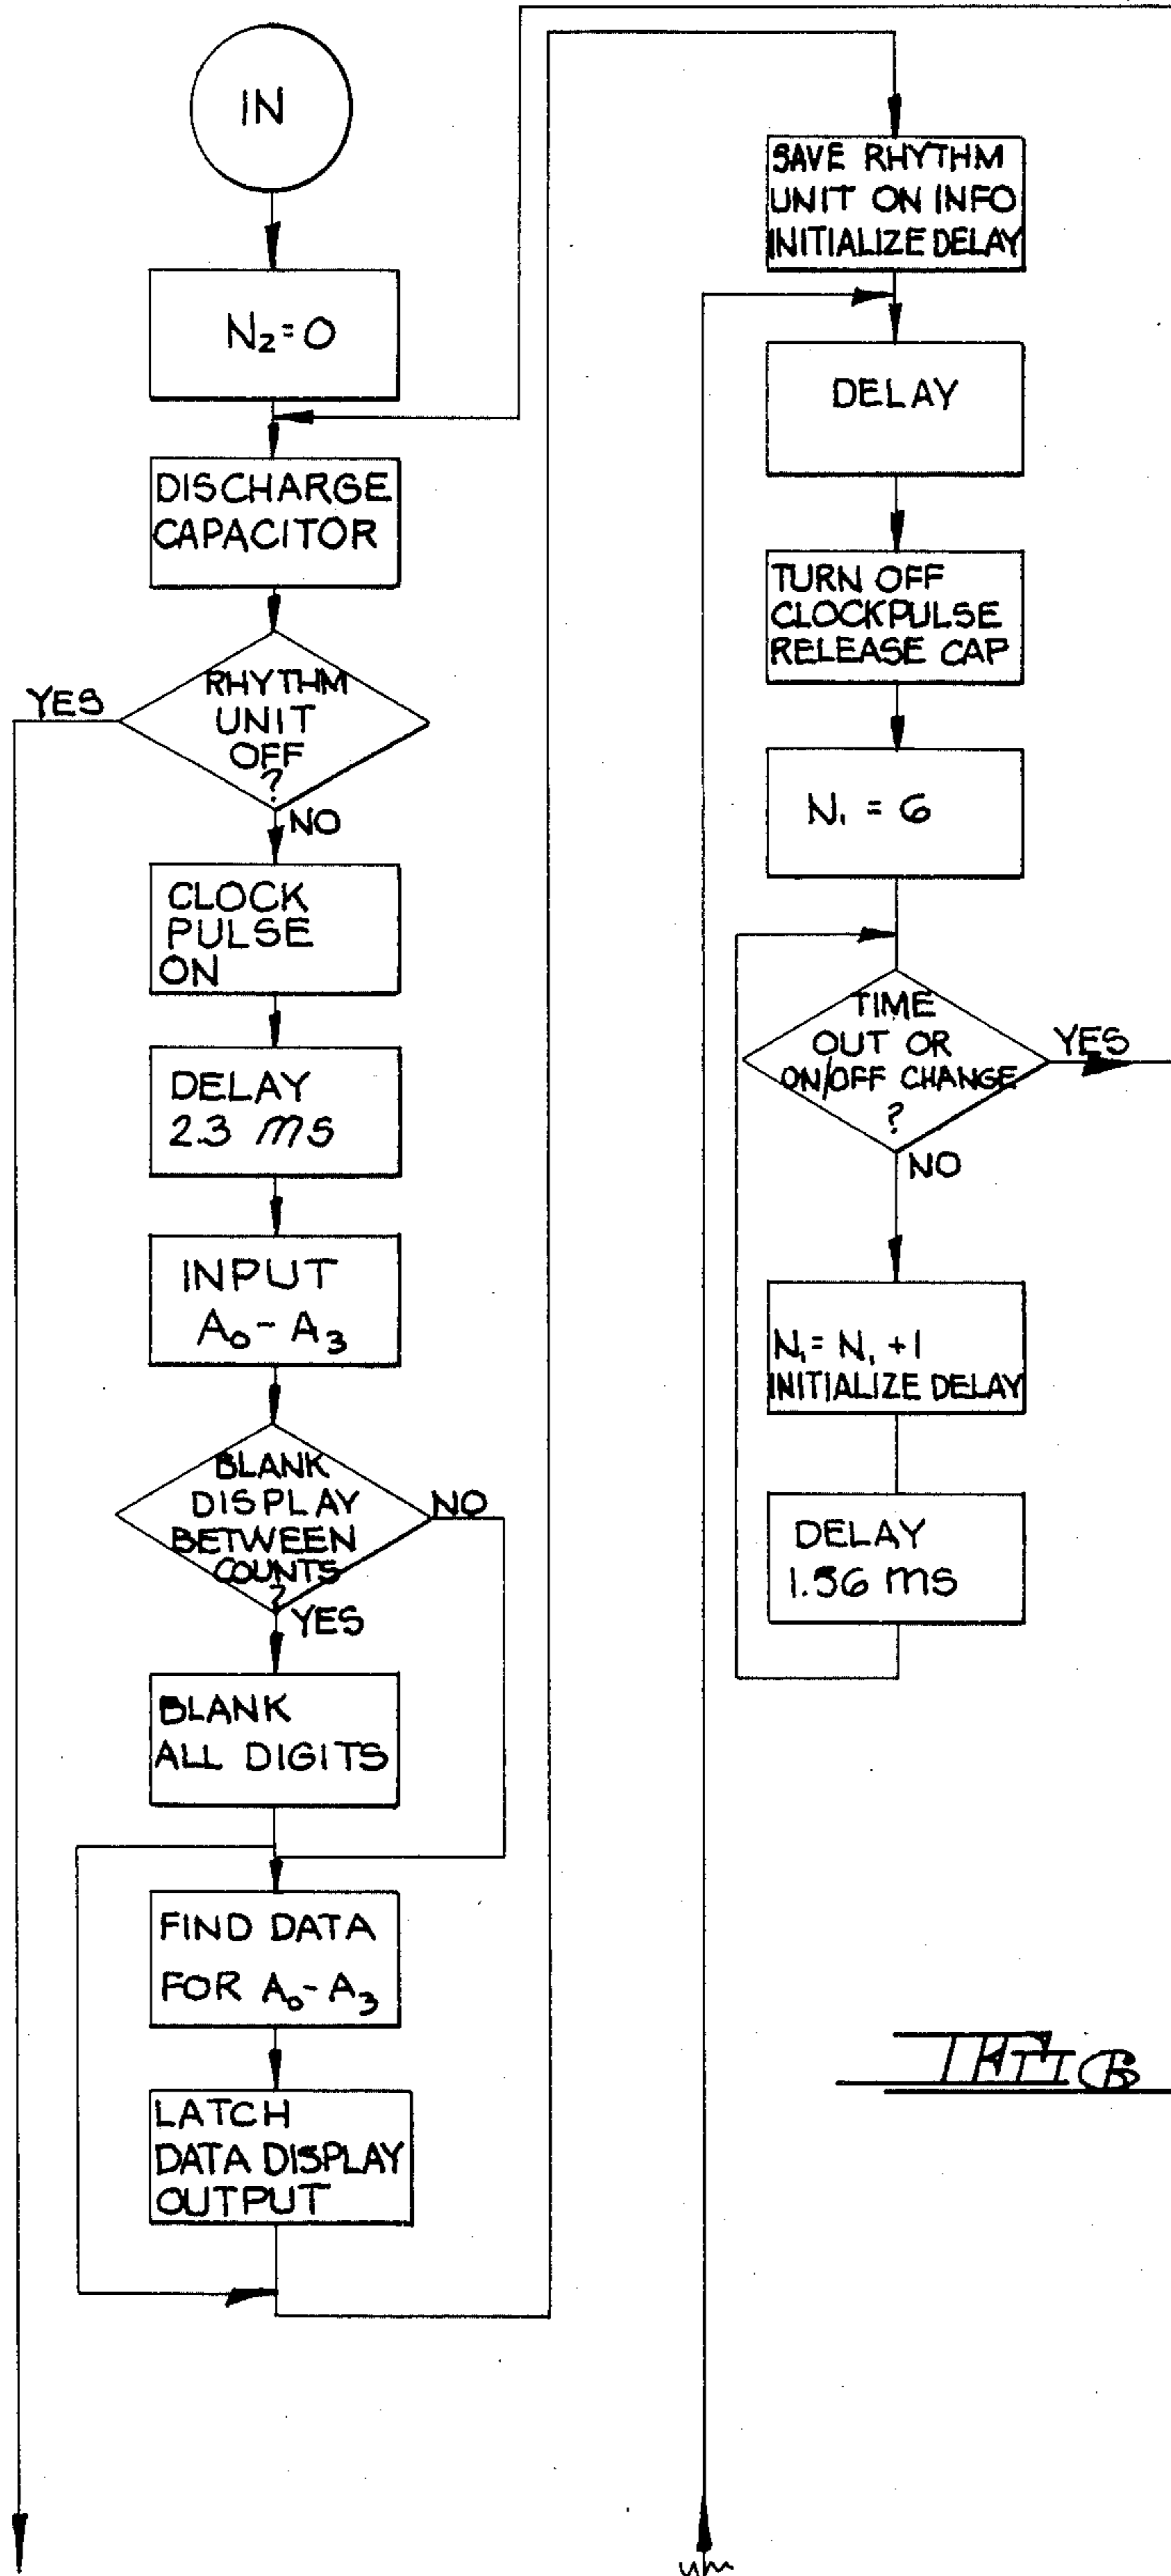 IN
N₂=0
DISCHARGE
CAPACITOR
RHYTHM
UNIT
OFF
?
YES
NO
CLOCK
PULSE
ON
DELAY
2.3 MS
INPUT
A₀-A₃
BLANK
DISPLAY
BETWEEN
COUNTS
?
NO
YES
BLANK
ALL DIGITS
FIND DATA
FOR A₀-A₃
LATCH
DATA DISPLAY
OUTPUT
SAVE RHYTHM
UNIT ON INFO
INITIALIZE DELAY
DELAY
TURN OFF
CLOCKPULSE
RELEASE CAP
N₁ = 6
TIME
OUT OR
ON/OFF CHANGE
?
YES
NO
N₁= N₁ +1
INITIALIZE DELAY
DELAY
1.56 MS